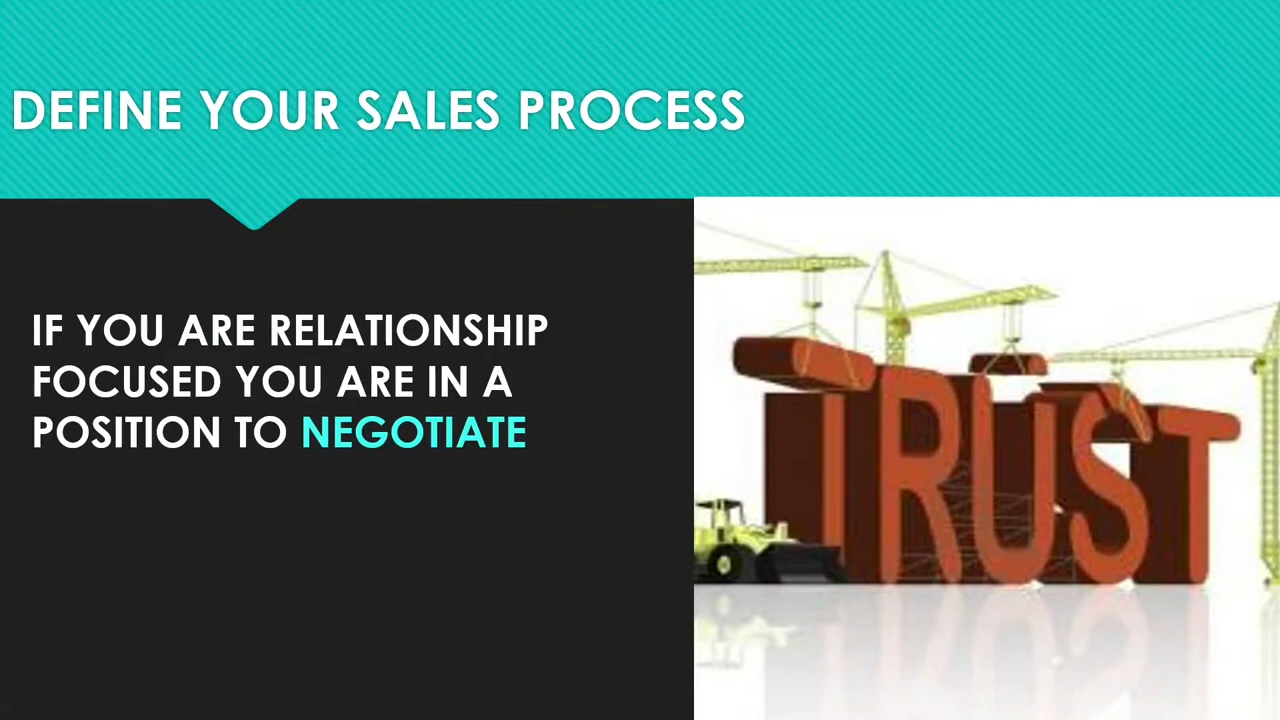 DEFINE YOUR SALES PROCESS
IF YOU ARE RELATIONSHIP
FOCUSED YOU ARE IN A
POSITION TO NEGOTIATE
TRUST